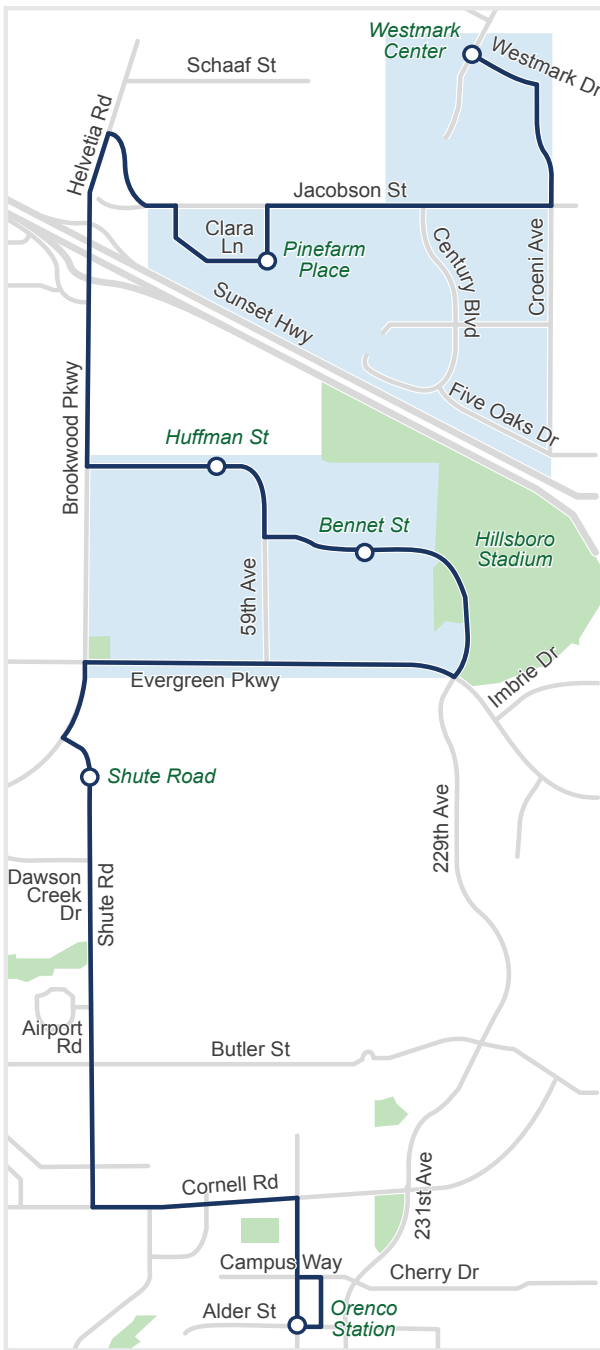 Westmark
Center
Westmark Dr
Schaaf St
Helvetia Rd
Jacobson St
Clara
Ln
Pinefarm
Place
Century Blvd
Croeni Ave
Sunset Hwy
Five Oaks Dr
Brookwood Pkwy
Huffman St
Bennet St
Hillsboro
Stadium
59th Ave
Imbrie Dr
Evergreen Pkwy
Shute Road
229th Ave
Dawson
Creek
Dr
Shute Rd
Airport
Rd
Butler St
Cornell Rd
231st Ave
Campus Way
Cherry Dr
Alder St
Orenco
Station